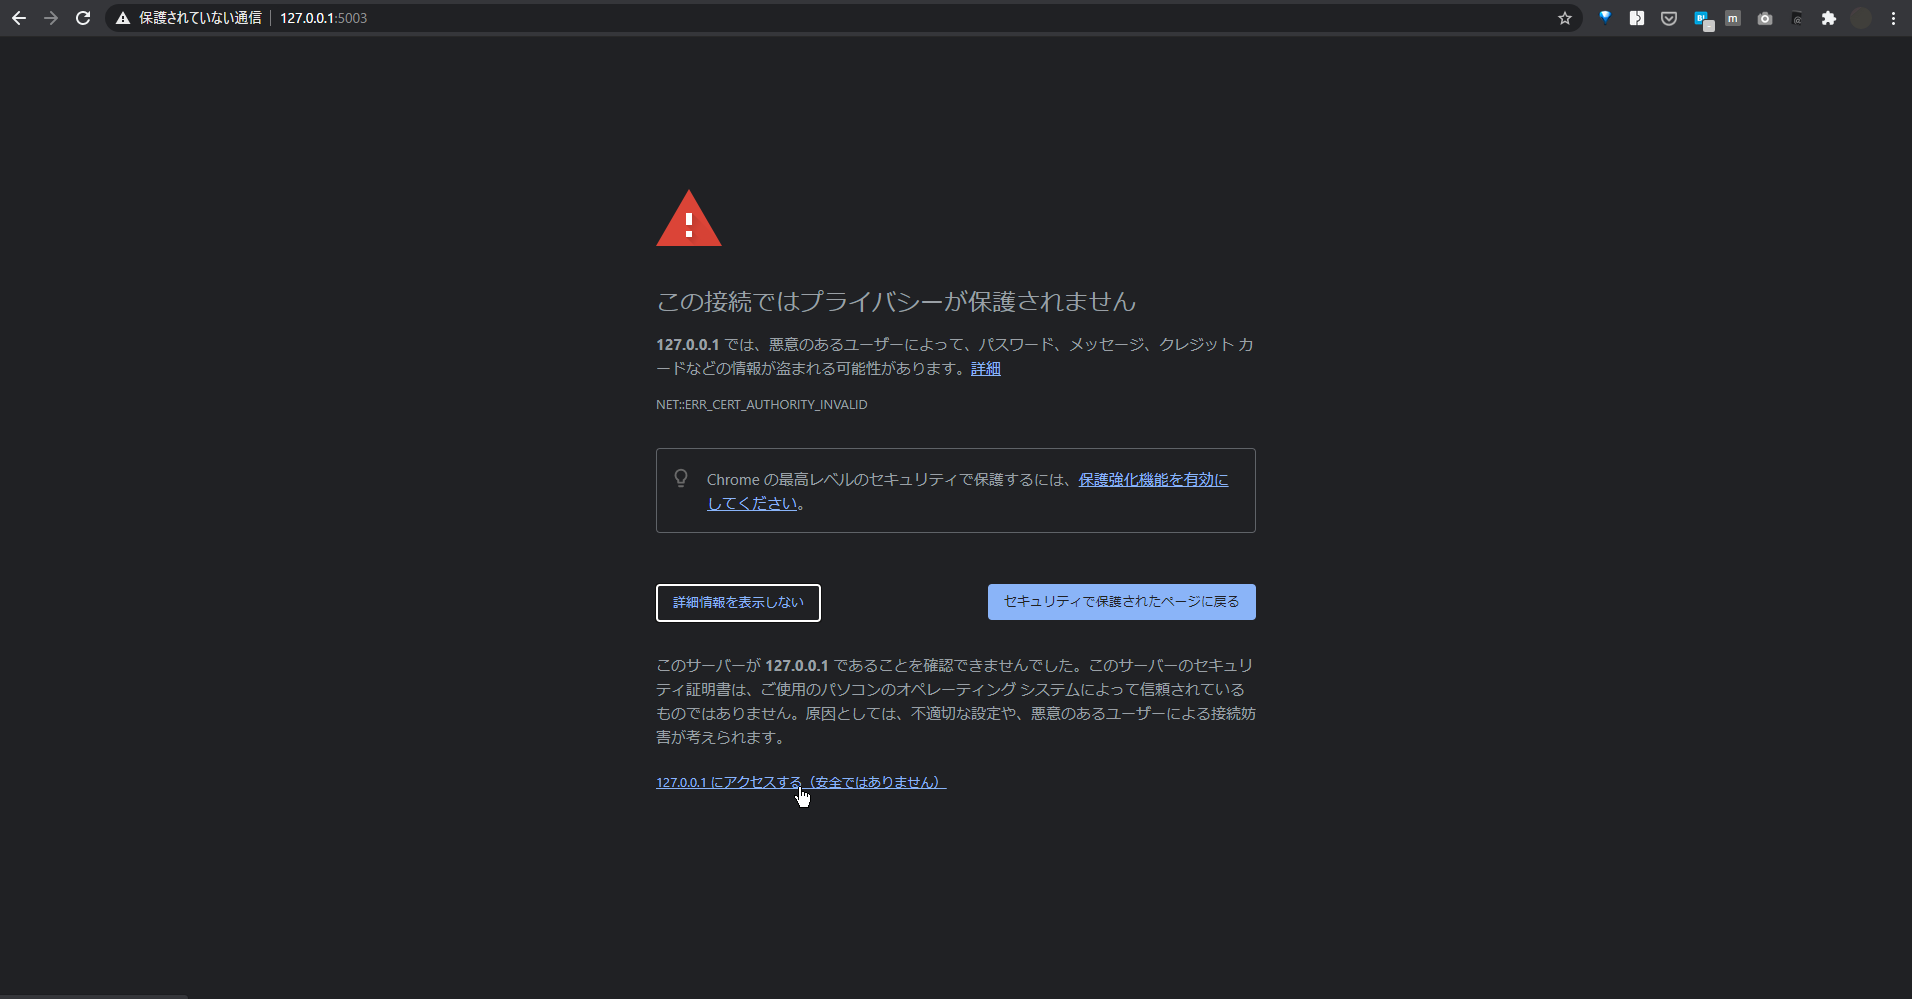 保護されていない通信 127.0.0.1:5003
この接続ではプライバシーが保護されません
127.0.0.1 では、悪意のあるユーザーによって、パスワード、メッセージ、クレジット カ
ードなどの情報が盗まれる可能性があります。詳細
NET::ERR_CERT_AUTHORITY_INVALID
Chrome の最高レベルのセキュリティで保護するには、保護強化機能を有効に
してください。
詳細情報を表示しない
セキュリティで保護されたページに戻る
このサーバーが 127.0.0.1 であることを確認できませんでした。このサーバーのセキュリ
ティ証明書は、ご使用のパソコンのオペレーティング システムによって信頼されている
ものではありません。原因としては、不適切な設定や、悪意のあるユーザーによる接続妨
害が考えられます。
127.0.0.1 にアクセスする（安全ではありません）